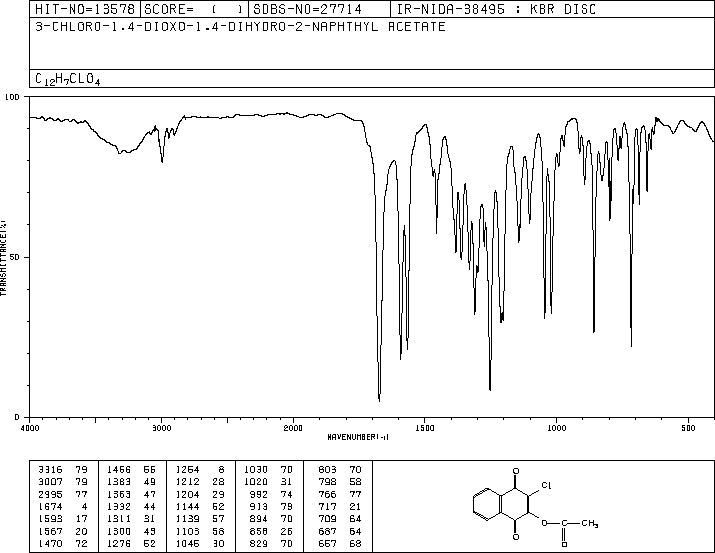 HIT-NO=13578 SCORE= ( ) SDBS-NO=27714 IR-NIDA-38495 : KBR DISC
3-CHLORO-1,4-DIOXO-1,4-DIHYDRO-2-NAPHTHYL ACETATE
C12H7CLO4
100
TRANSMITTANCE(%)
50
0
4000 3000 2000 1500 1000 500
WAVENUMBER(-1)
3316 79 1456 55 1254 8 1030 70 803 70
3007 79 1383 49 1212 28 1020 31 798 58
2995 77 1363 47 1204 29 992 74 766 77
1674 4 1332 44 1144 62 913 79 717 21
1593 17 1311 31 1139 57 894 70 709 64
1567 20 1300 49 1103 58 858 25 687 64
1470 72 1276 52 1045 30 829 70 657 68
O
Cl
O
O
CH3
O